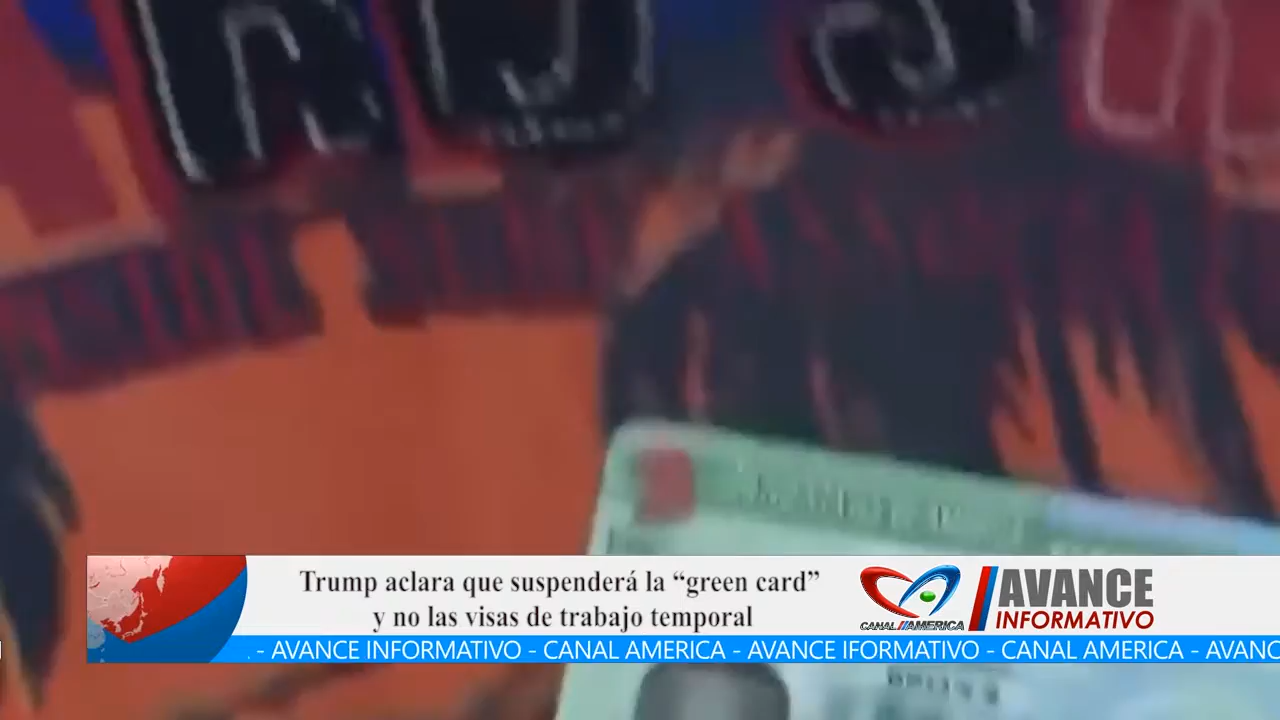 Trump aclara que suspenderá la “green card”
y no las visas de trabajo temporal
CANAL//AMERICA
AVANCE
INFORMATIVO
. - AVANCE INFORMATIVO - CANAL AMERICA - AVANCE IFORMATIVO - CANAL AMERICA - AVANC